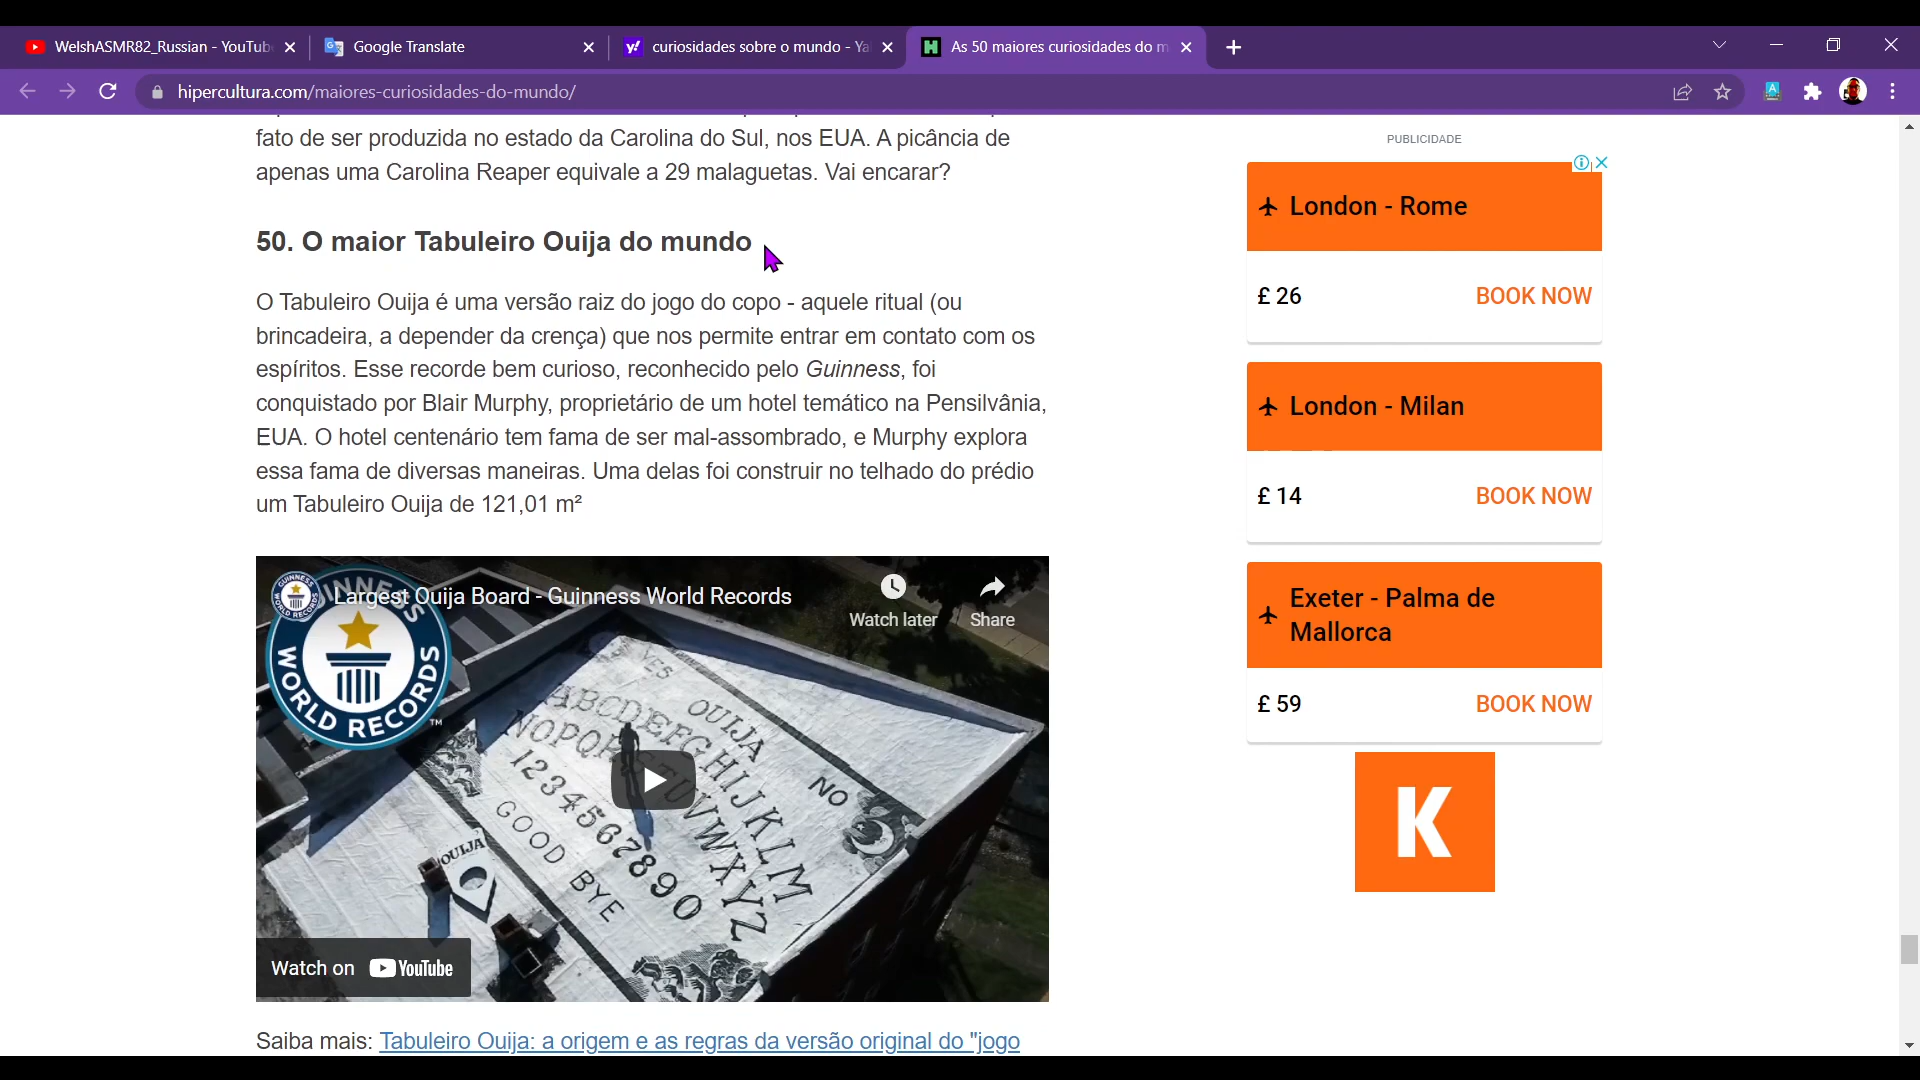 WelshASMR82_Russian - YouTub
Google Translate
curiosidades sobre o mundo - Ya
As 50 maiores curiosidades do m
hipercultura.com/maiores-curiosidades-do-mundo/
fato de ser produzida no estado da Carolina do Sul, nos EUA. A picância de
apenas uma Carolina Reaper equivale a 29 malaguetas. Vai encarar?
50. O maior Tabuleiro Ouija do mundo
O Tabuleiro Ouija é uma versão raiz do jogo do copo - aquele ritual (ou
brincadeira, a depender da crença) que nos permite entrar em contato com os
espíritos. Esse recorde bem curioso, reconhecido pelo Guinness, foi
conquistado por Blair Murphy, proprietário de um hotel temático na Pensilvânia,
EUA. O hotel centenário tem fama de ser mal-assombrado, e Murphy explora
essa fama de diversas maneiras. Uma delas foi construir no telhado do prédio
um Tabuleiro Ouija de 121,01 m²
Largest Ouija Board - Guinness World Records
Watch later
Share
GUINNESS
WORLD RECORDS
YES
OUIJA
NO
ABCDEFGHIJKLM
1234567890
GOOD BYE
OUIJA
Watch on YouTube
Saiba mais: Tabuleiro Ouija: a origem e as regras da versão original do "jogo
PUBLICIDADE
London - Rome
£ 26
BOOK NOW
London - Milan
£ 14
BOOK NOW
Exeter - Palma de
Mallorca
£ 59
BOOK NOW
K